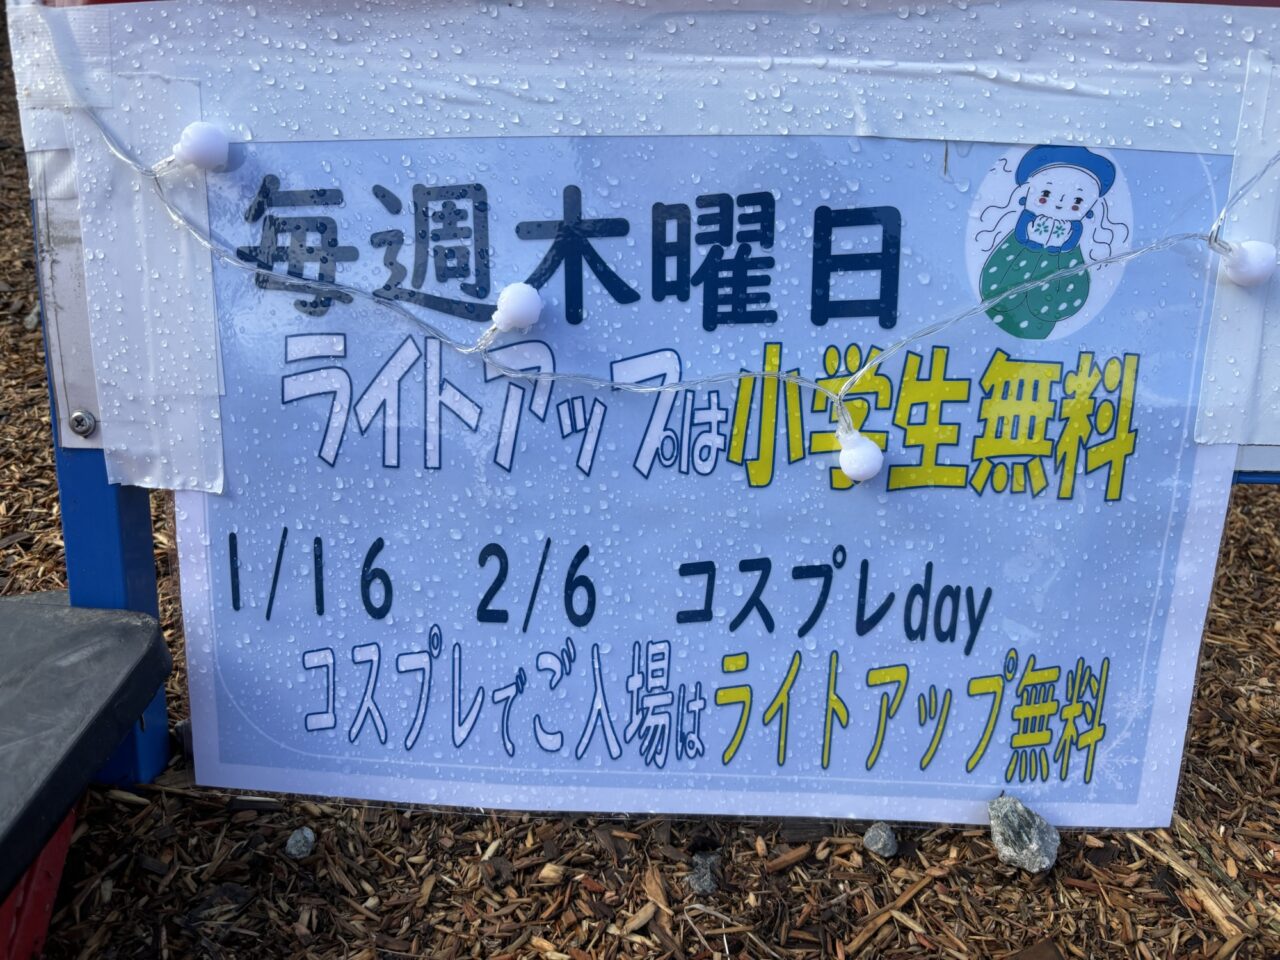 毎週木曜日
ライトアップは小学生無料
1/16 2/6 コスプレday
コスプレでご入場はライトアップ無料